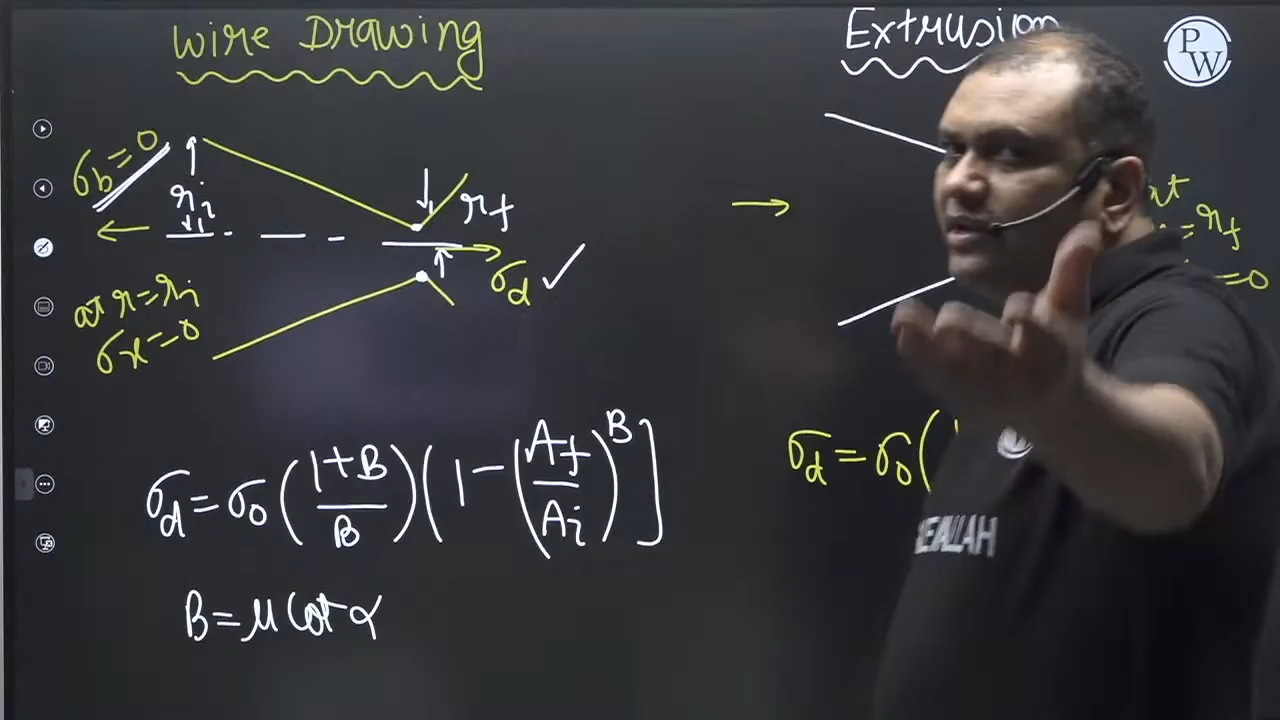 Wire Drawing
Extrusion
PW
σb=0
ri
rf
σd ✓
at r=ri
σx=0
= rf
=0
σd = σ0 (1+B/B) (1-(Af/Ai)^B]
σd = σ0 (
B = μ Cot α